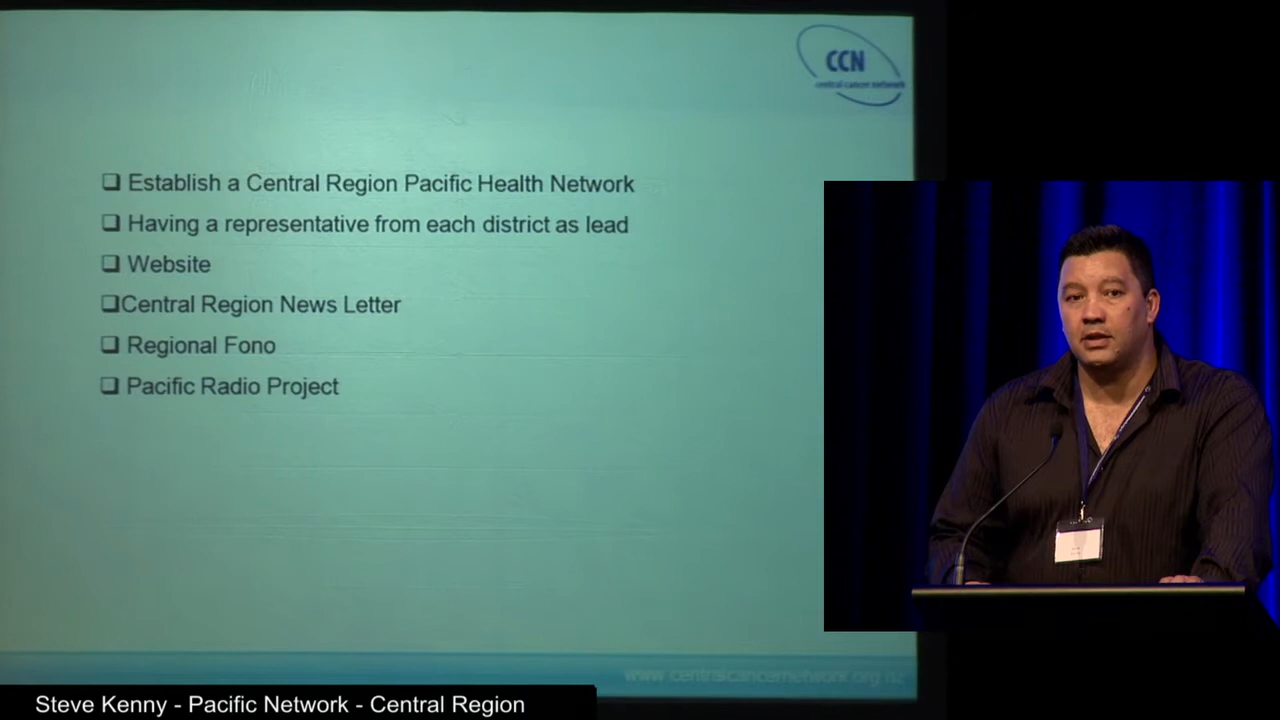 CCN
central cancer network
❑ Establish a Central Region Pacific Health Network
❑ Having a representative from each district as lead
❑ Website
❑Central Region News Letter
❑ Regional Fono
❑ Pacific Radio Project
www.centralcancernetwork.org.nz
Steve Kenny - Pacific Network - Central Region